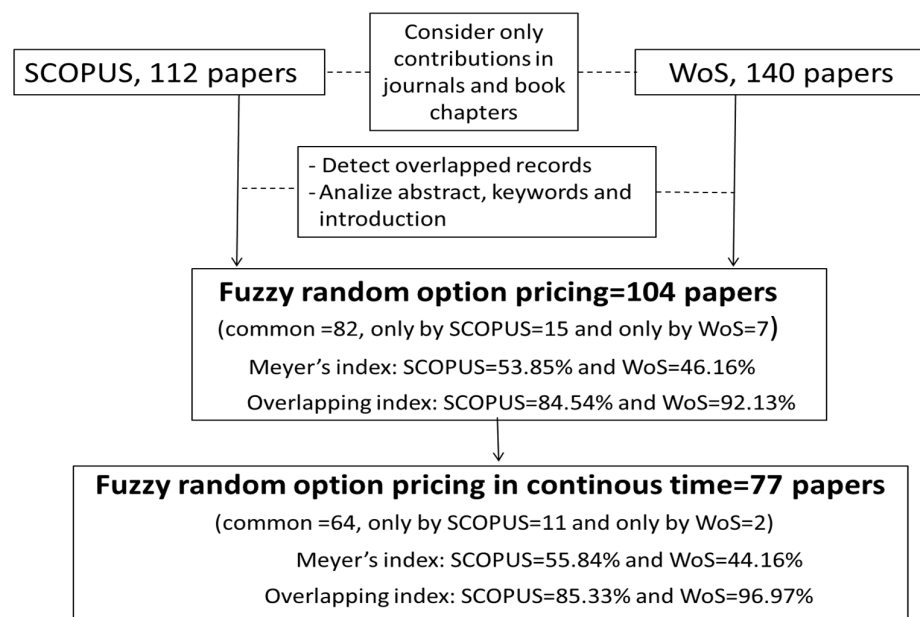 Consider only
contributions in
journals and book
chapters
SCOPUS, 112 papers
WoS, 140 papers
- Detect overlapped records
- Analize abstract, keywords and
introduction
Fuzzy random option pricing=104 papers
(common =82, only by SCOPUS=15 and only by WoS=7)
Meyer’s index: SCOPUS=53.85% and WoS=46.16%
Overlapping index: SCOPUS=84.54% and WoS=92.13%
Fuzzy random option pricing in continous time=77 papers
(common =64, only by SCOPUS=11 and only by WoS=2)
Meyer’s index: SCOPUS=55.84% and WoS=44.16%
Overlapping index: SCOPUS=85.33% and WoS=96.97%